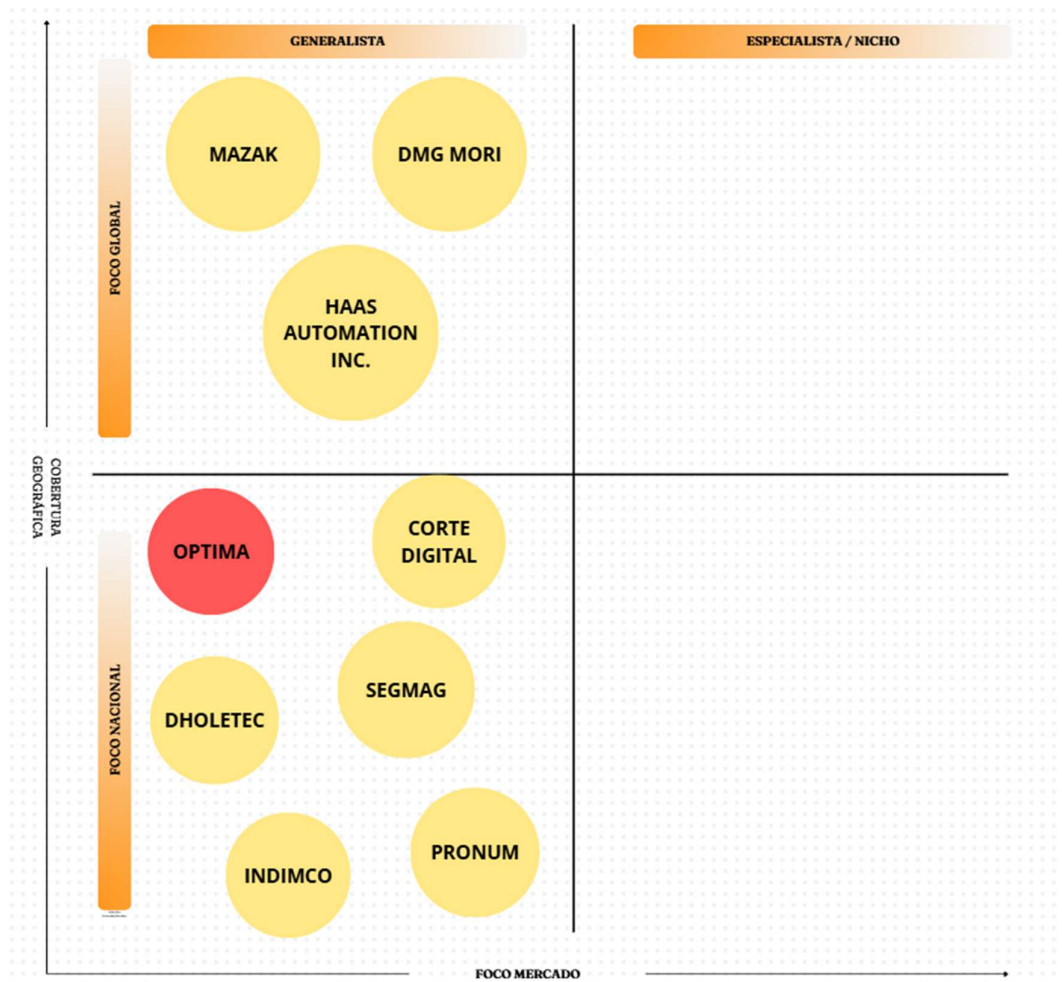 GENERALISTA
ESPECIALISTA / NICHO
FOCO GLOBAL
MAZAK
DMG MORI
HAAS
AUTOMATION
INC.
COBERTURA
GEOGRÁFICA
OPTIMA
CORTE
DIGITAL
FOCO NACIONAL
SEGMAG
DHOLETEC
PRONUM
INDIMCO
FOCO MERCADO